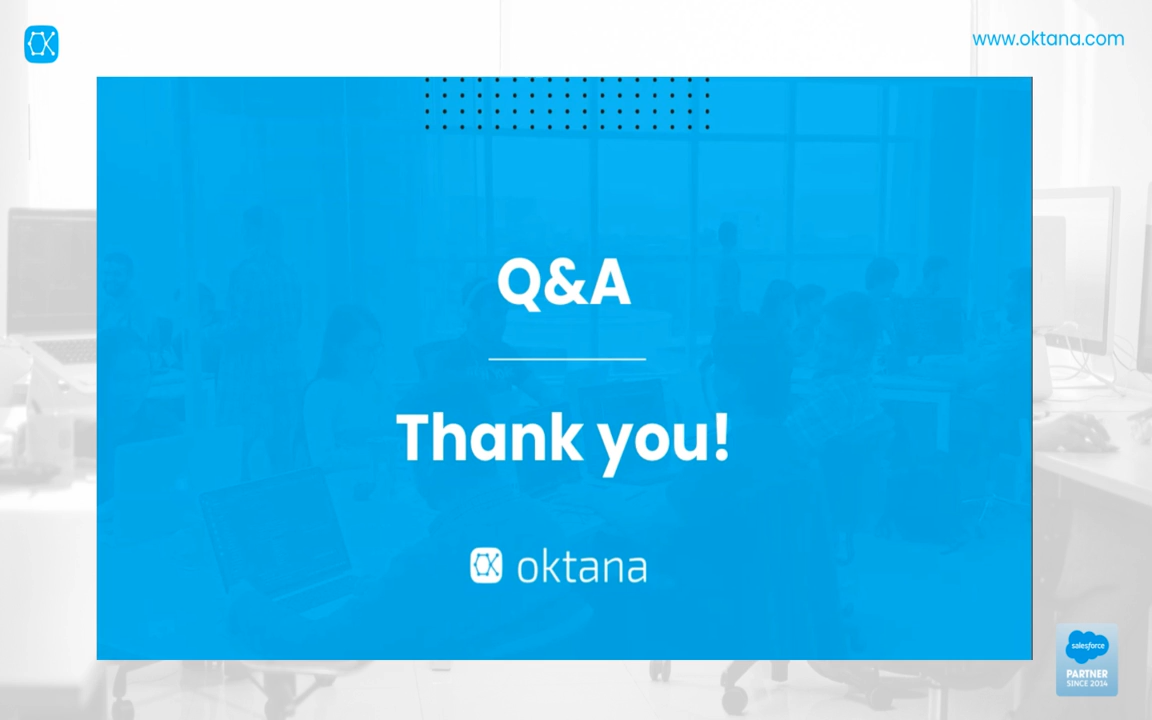 www.oktana.com
Q&A
Thank you!
oktana
salesforce
PARTNER
SINCE 2014